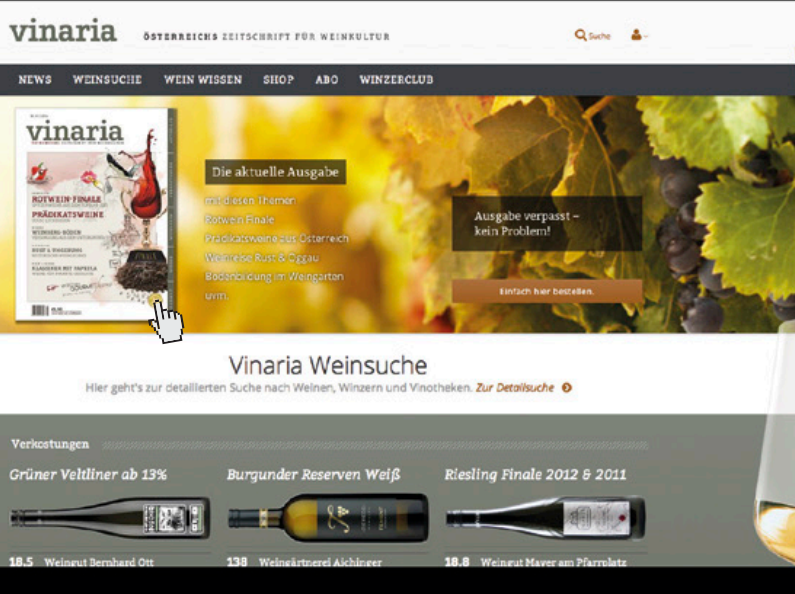 vinaria
ÖSTERREICHS ZEITSCHRIFT FÜR WEINKULTUR
Suche
NEWS WEINSUCHE WEIN WISSEN SHOP ABO WINZERCLUB
vinaria
ROTWEIN-FINALE
PRÄDIKATSWEINE
Die aktuelle Ausgabe
mit diesen Themen
Rotwein Finale
Prädikatsweine aus Österreich
Weinreise Rust & Oggau
Bodenbildung im Weingarten
uvm.
Ausgabe verpasst –
kein Problem!
Einfach hier bestellen.
Vinaria Weinsuche
Hier geht's zur detaillierten Suche nach Weinen, Winzern und Vinotheken. Zur Detailsuche
Verkostungen
Grüner Veltliner ab 13%
Burgunder Reserven Weiß
Riesling Finale 2012 & 2011
18.5 Weingut Bernhard Ott
138 Weingärtnerei Aichinger
18.8 Weingut Mayer am Pfarrplatz